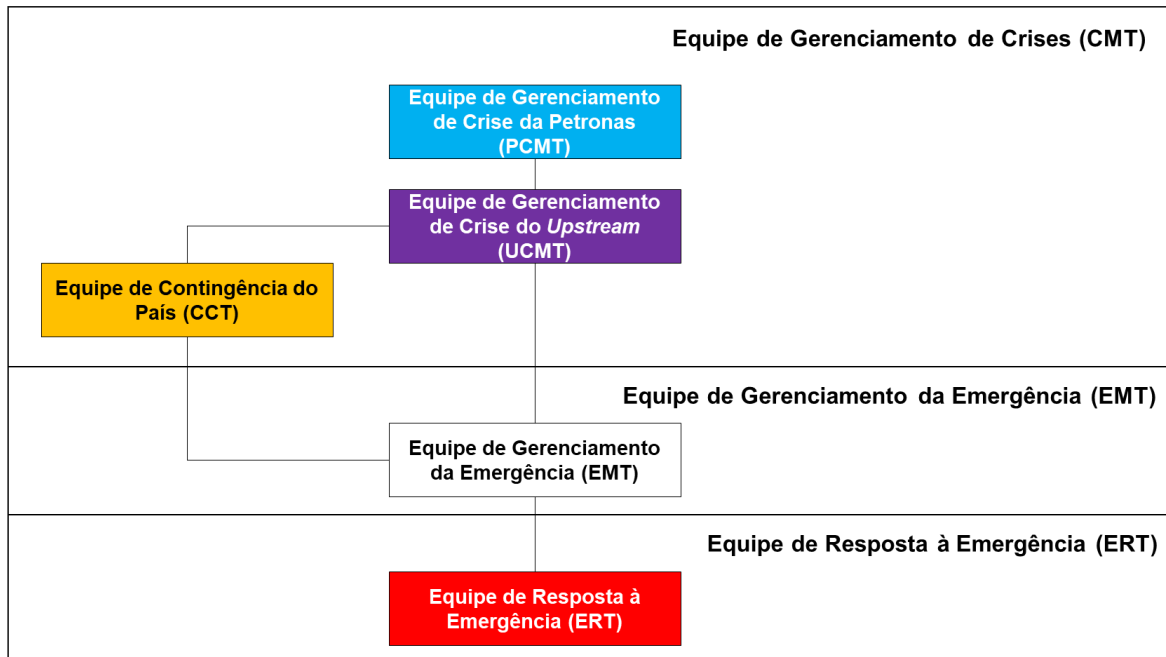 Equipe de Gerenciamento de Crises (CMT)
Equipe de Gerenciamento
de Crise da Petronas
(PCMT)
Equipe de Gerenciamento
de Crise do Upstream
(UCMT)
Equipe de Contingência do
País (CCT)
Equipe de Gerenciamento da Emergência (EMT)
Equipe de Gerenciamento
da Emergência (EMT)
Equipe de Resposta à Emergência (ERT)
Equipe de Resposta à
Emergência (ERT)